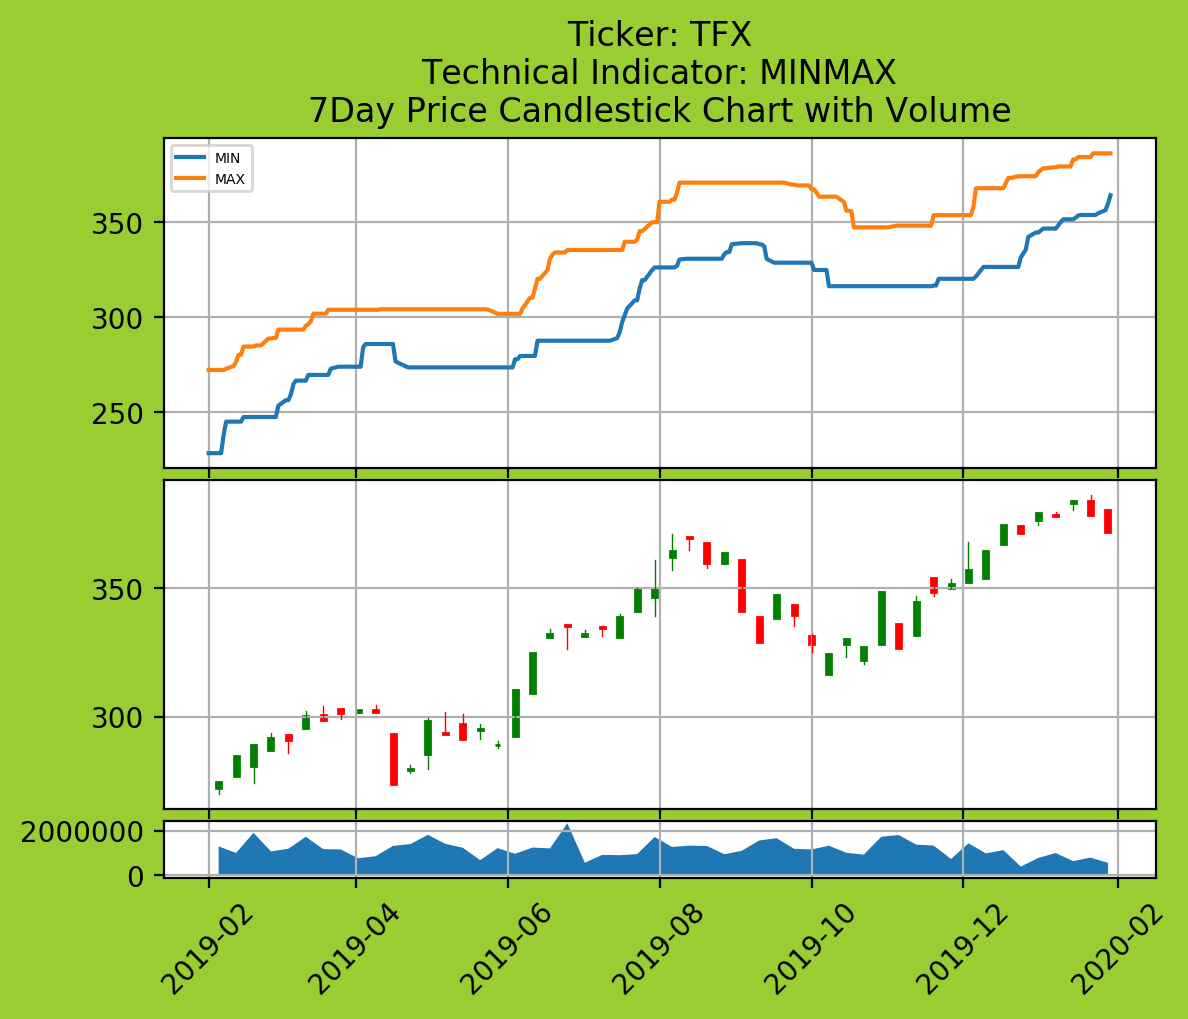 Ticker: TFX
Technical Indicator: MINMAX
7Day Price Candlestick Chart with Volume
MIN
MAX
350
300
250
350
300
2000000
0
2019-02
2019-04
2019-06
2019-08
2019-10
2019-12
2020-02